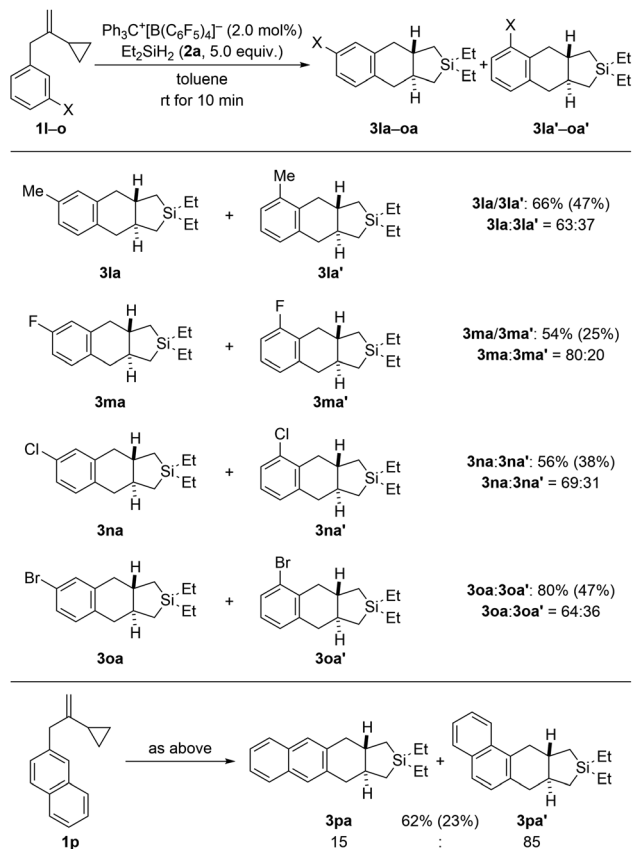 Ph₃C⁺[B(C₆F₅)₄]⁻ (2.0 mol%)
Et₂SiH₂ (2a, 5.0 equiv.)
toluene
rt for 10 min
X
1l–o
X
H
H
Si
Et
Et
3la–oa
+
X
H
H
Si
Et
Et
3la'–oa'
Me
H
H
Si
Et
Et
3la
+
Me
H
H
Si
Et
Et
3la'
3la/3la': 66% (47%)
3la:3la' = 63:37
F
H
H
Si
Et
Et
3ma
+
F
H
H
Si
Et
Et
3ma'
3ma/3ma': 54% (25%)
3ma:3ma' = 80:20
Cl
H
H
Si
Et
Et
3na
+
Cl
H
H
Si
Et
Et
3na'
3na/3na': 56% (38%)
3na:3na' = 69:31
Br
H
H
Si
Et
Et
3oa
+
Br
H
H
Si
Et
Et
3oa'
3oa/3oa': 80% (47%)
3oa:3oa' = 64:36
1p
as above
H
H
Si
Et
Et
+
H
H
Si
Et
Et
3pa 62% (23%) 3pa'
15 : 85